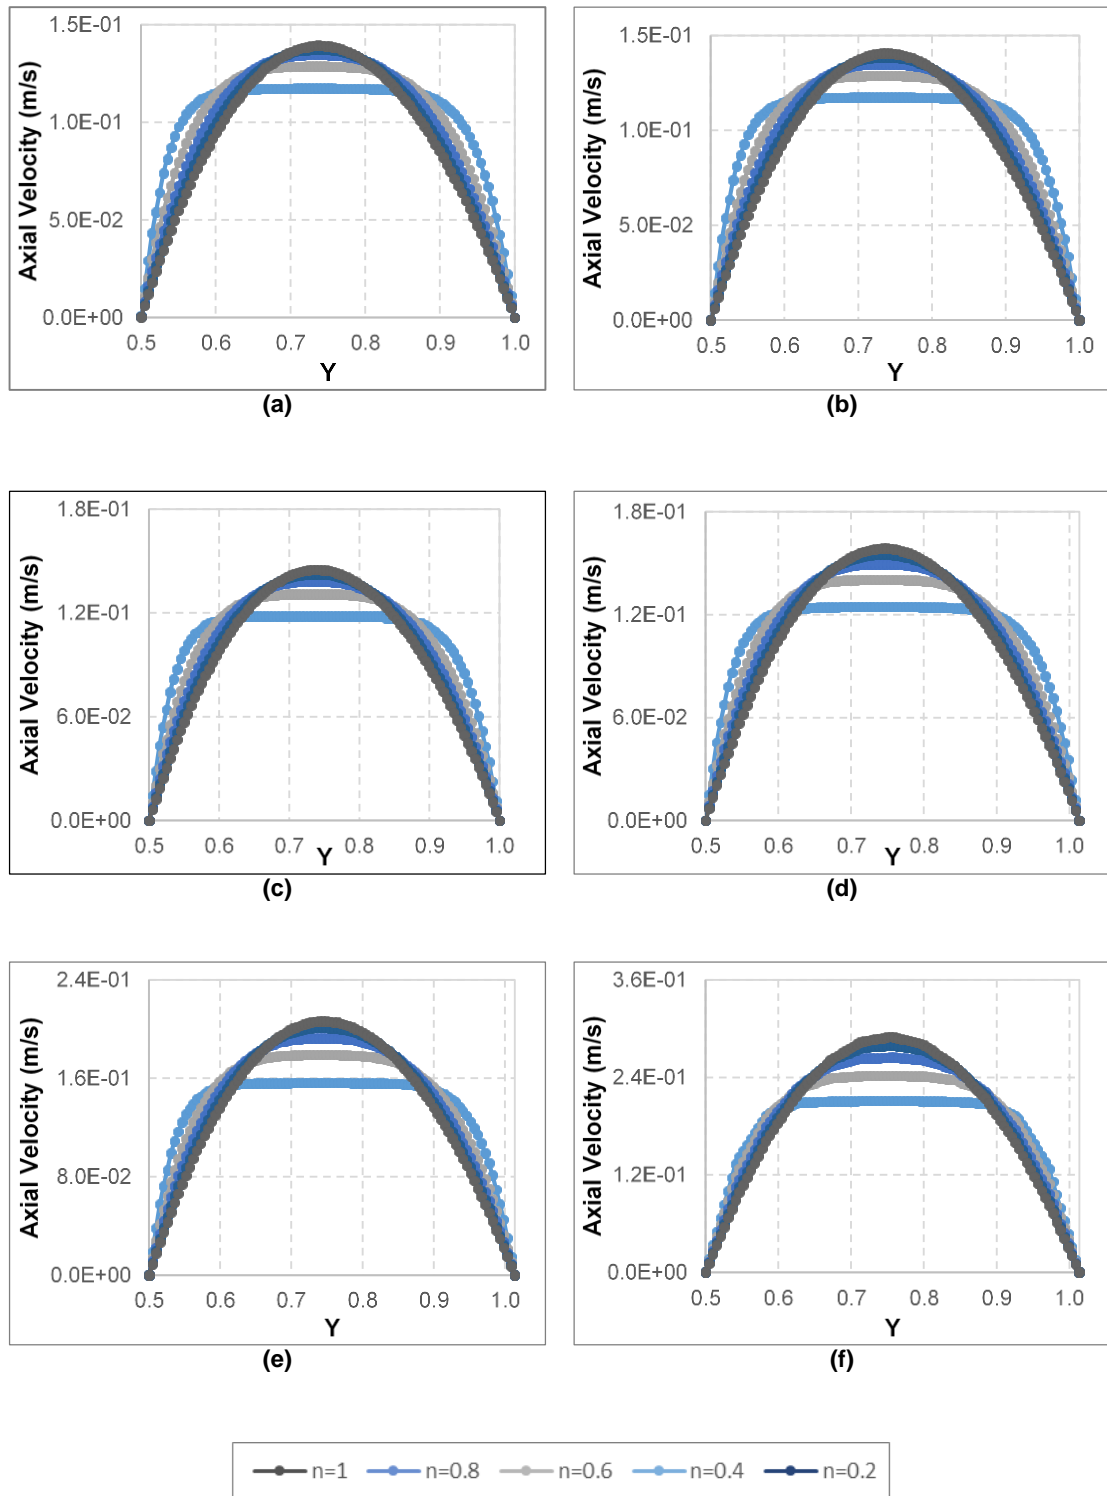 1.5E-01
1.0E-01
5.0E-02
0.0E+00
Axial Velocity (m/s)
0.5 0.6 0.7 0.8 0.9 1.0
Y
(a)
1.5E-01
1.0E-01
5.0E-02
0.0E+00
Axial Velocity (m/s)
0.5 0.6 0.7 0.8 0.9 1.0
Y
(b)
1.8E-01
1.2E-01
6.0E-02
0.0E+00
Axial Velocity (m/s)
0.5 0.6 0.7 0.8 0.9 1.0
Y
(c)
1.8E-01
1.2E-01
6.0E-02
0.0E+00
Axial Velocity (m/s)
0.5 0.6 0.7 0.8 0.9 1.0
Y
(d)
2.4E-01
1.6E-01
8.0E-02
0.0E+00
Axial Velocity (m/s)
0.5 0.6 0.7 0.8 0.9 1.0
Y
(e)
3.6E-01
2.4E-01
1.2E-01
0.0E+00
Axial Velocity (m/s)
0.5 0.6 0.7 0.8 0.9 1.0
Y
(f)
n=1 n=0.8 n=0.6 n=0.4 n=0.2